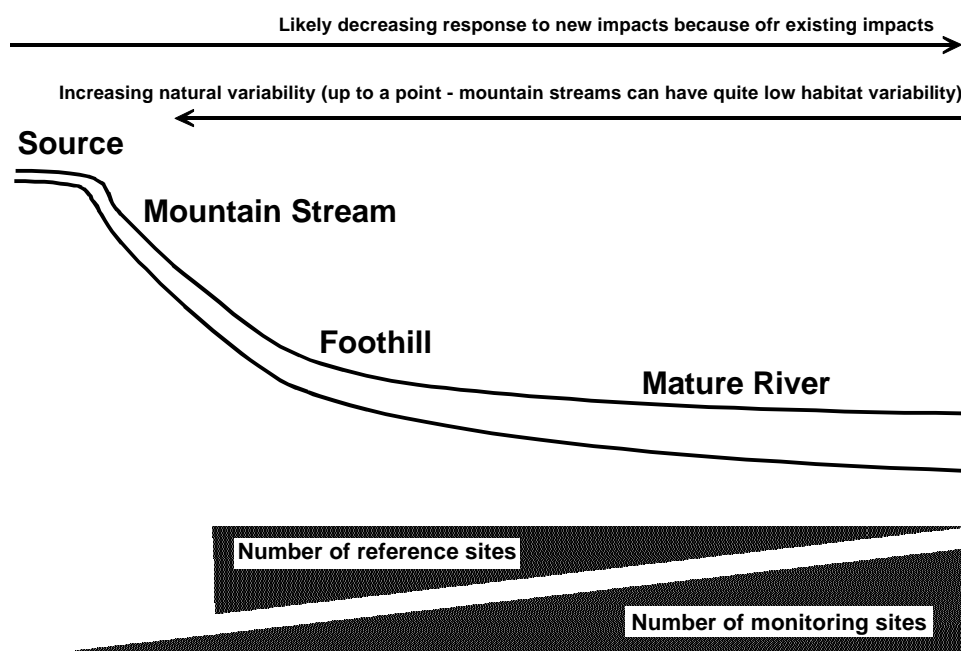 Likely decreasing response to new impacts because ofr existing impacts
Increasing natural variability (up to a point - mountain streams can have quite low habitat variability)
Source
Mountain Stream
Foothill
Mature River
Number of reference sites
Number of monitoring sites